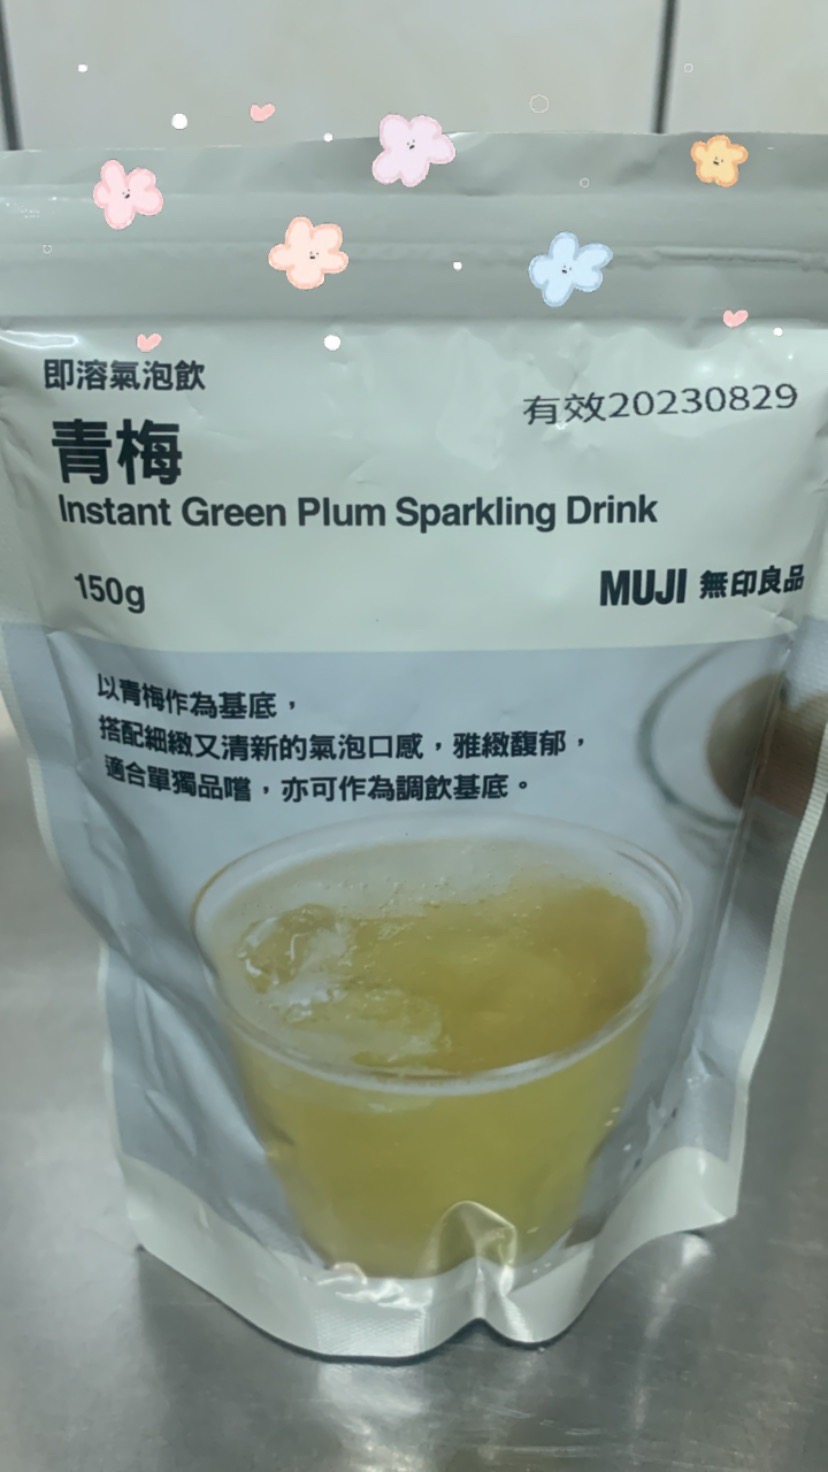 即溶氣泡飲
有效20230829
青梅
Instant Green Plum Sparkling Drink
150g
MUJI 無印良品
以青梅作為基底，
搭配細緻又清新的氣泡口感，雅緻馥郁，
適合單獨品嚐，亦可作為調飲基底。